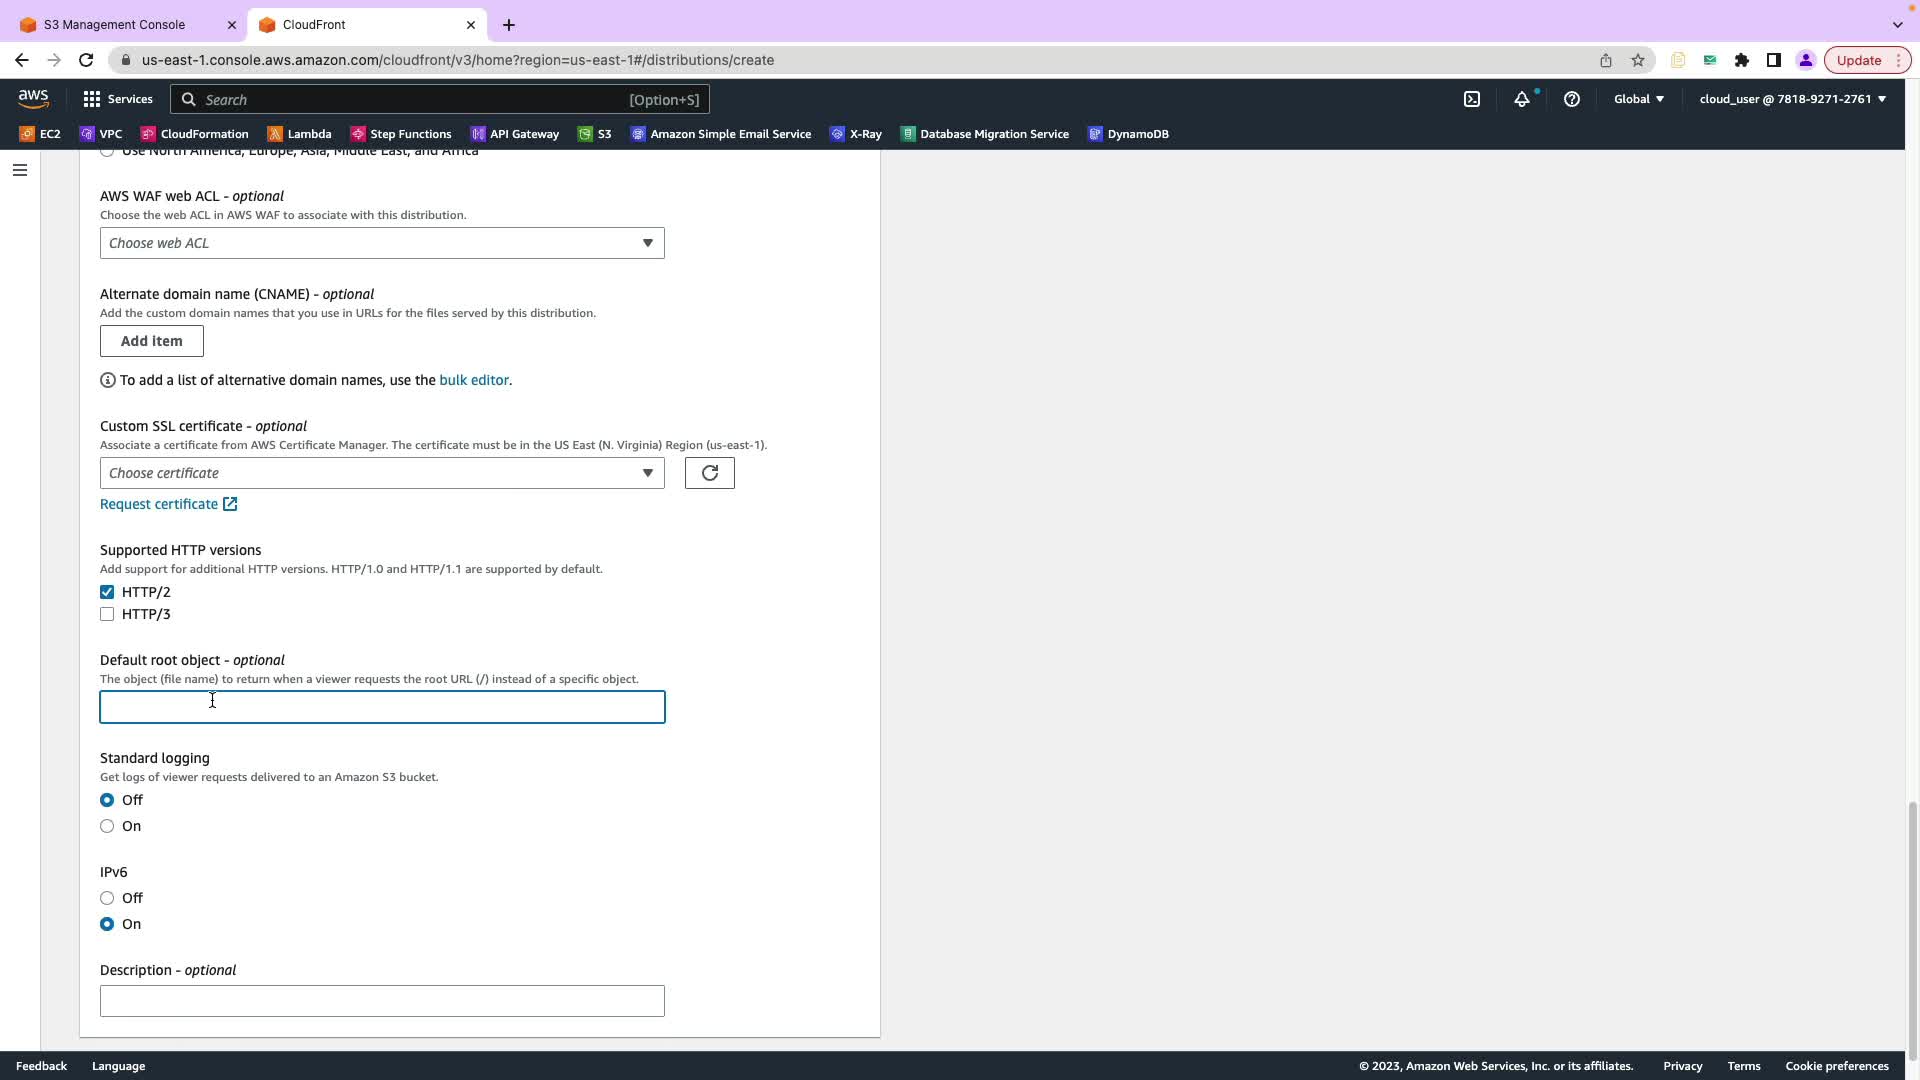 S3 Management Console
CloudFront
us-east-1.console.aws.amazon.com/cloudfront/v3/home?region=us-east-1#/distributions/create
Update
aws
Services
Search
[Option+S]
Global
cloud_user @ 7818-9271-2761
EC2
VPC
CloudFormation
Lambda
Step Functions
API Gateway
S3
Amazon Simple Email Service
X-Ray
Database Migration Service
DynamoDB
Use North America, Europe, Asia, Middle East, and Africa
AWS WAF web ACL - optional
Choose the web ACL in AWS WAF to associate with this distribution.
Choose web ACL
Alternate domain name (CNAME) - optional
Add the custom domain names that you use in URLs for the files served by this distribution.
Add item
To add a list of alternative domain names, use the bulk editor.
Custom SSL certificate - optional
Associate a certificate from AWS Certificate Manager. The certificate must be in the US East (N. Virginia) Region (us-east-1).
Choose certificate
Request certificate
Supported HTTP versions
Add support for additional HTTP versions. HTTP/1.0 and HTTP/1.1 are supported by default.
HTTP/2
HTTP/3
Default root object - optional
The object (file name) to return when a viewer requests the root URL (/) instead of a specific object.
Standard logging
Get logs of viewer requests delivered to an Amazon S3 bucket.
Off
On
IPv6
Off
On
Description - optional
Feedback
Language
© 2023, Amazon Web Services, Inc. or its affiliates.
Privacy
Terms
Cookie preferences